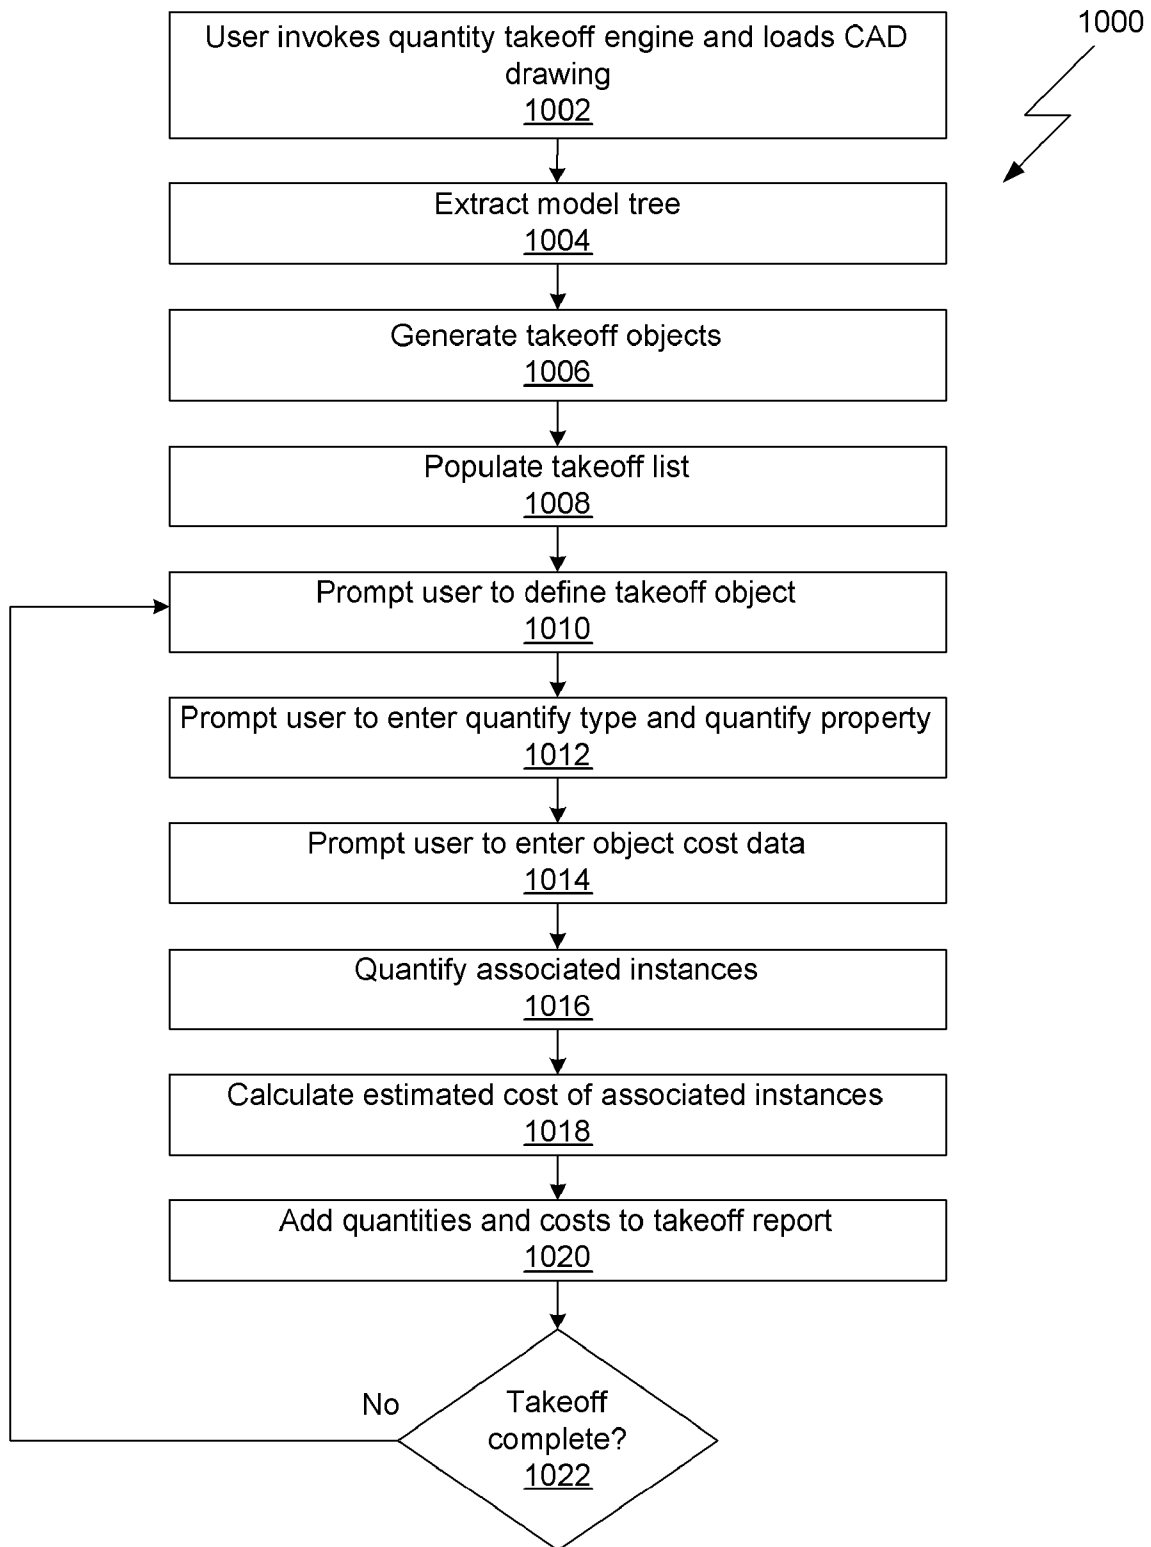 1000
User invokes quantity takeoff engine and loads CAD
drawing
1002
Extract model tree
1004
Generate takeoff objects
1006
Populate takeoff list
1008
Prompt user to define takeoff object
1010
Prompt user to enter quantify type and quantify property
1012
Prompt user to enter object cost data
1014
Quantify associated instances
1016
Calculate estimated cost of associated instances
1018
Add quantities and costs to takeoff report
1020
No
Takeoff
complete?
1022